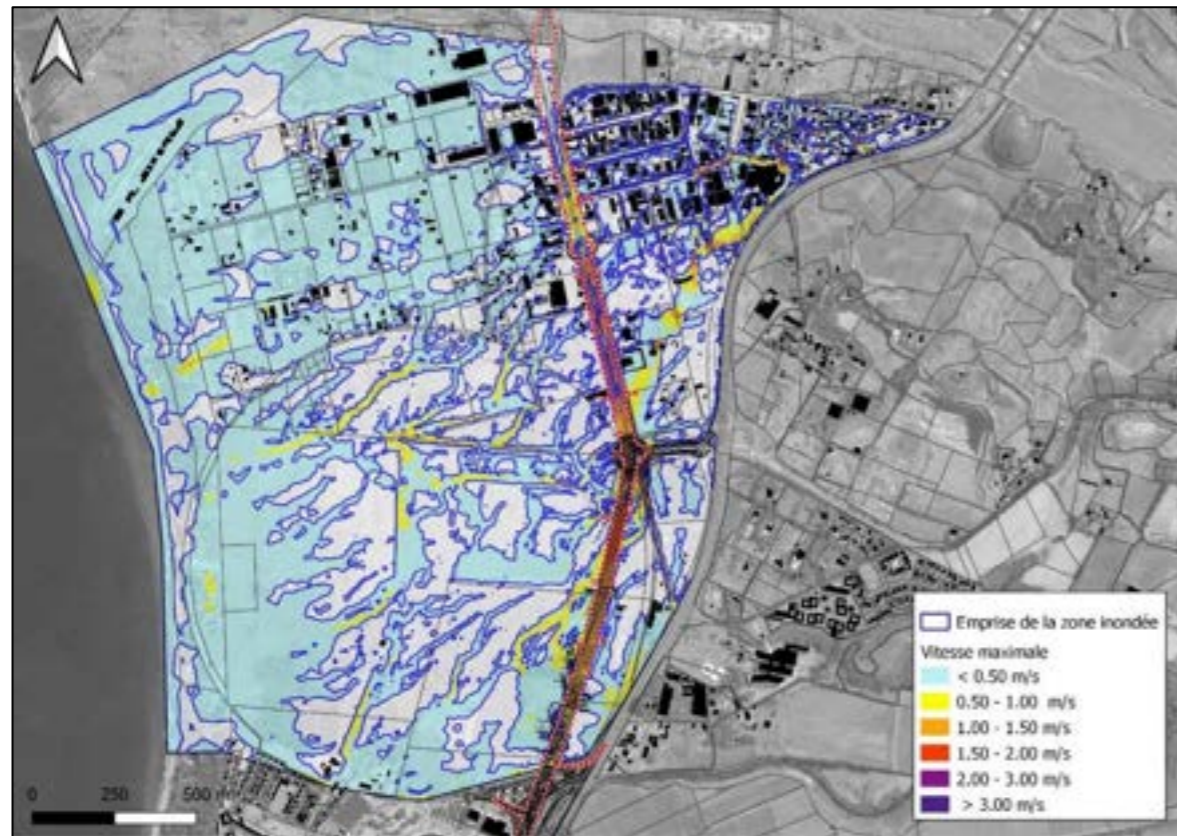 Emprise de la zone inondée
Vitesse maximale
< 0.50 m/s
0.50 - 1.00 m/s
1.00 - 1.50 m/s
1.50 - 2.00 m/s
2.00 - 3.00 m/s
> 3.00 m/s
0 250 500 m